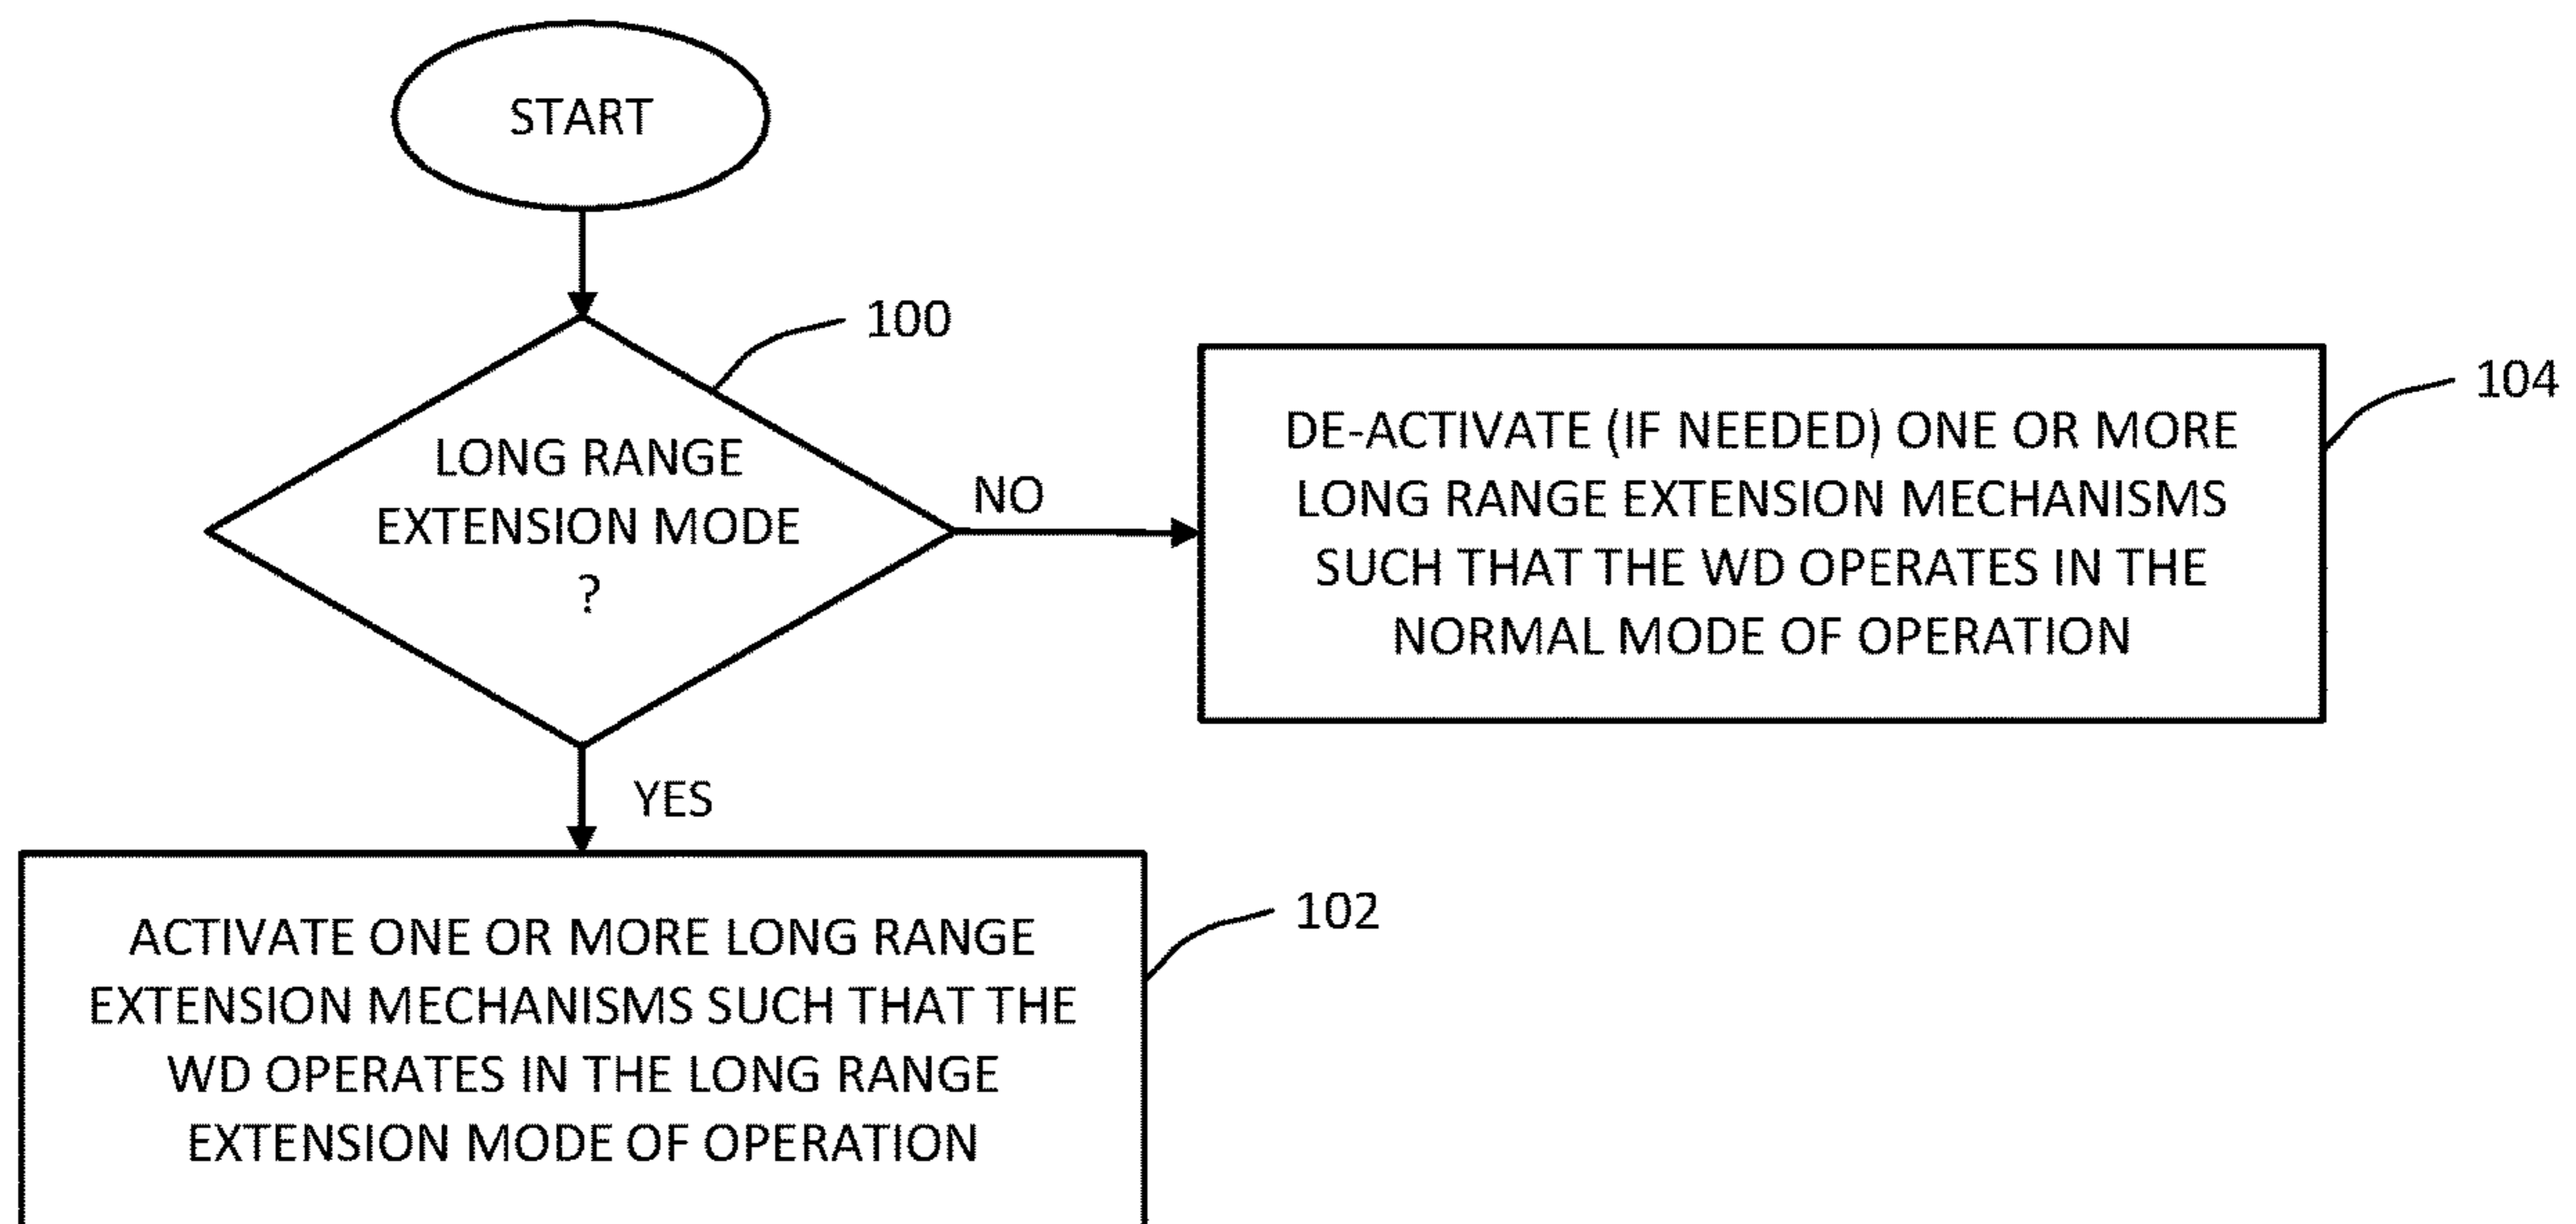 START
100
LONG RANGE
EXTENSION MODE
?
NO
104
DE-ACTIVATE (IF NEEDED) ONE OR MORE
LONG RANGE EXTENSION MECHANISMS
SUCH THAT THE WD OPERATES IN THE
NORMAL MODE OF OPERATION
YES
102
ACTIVATE ONE OR MORE LONG RANGE
EXTENSION MECHANISMS SUCH THAT THE
WD OPERATES IN THE LONG RANGE
EXTENSION MODE OF OPERATION